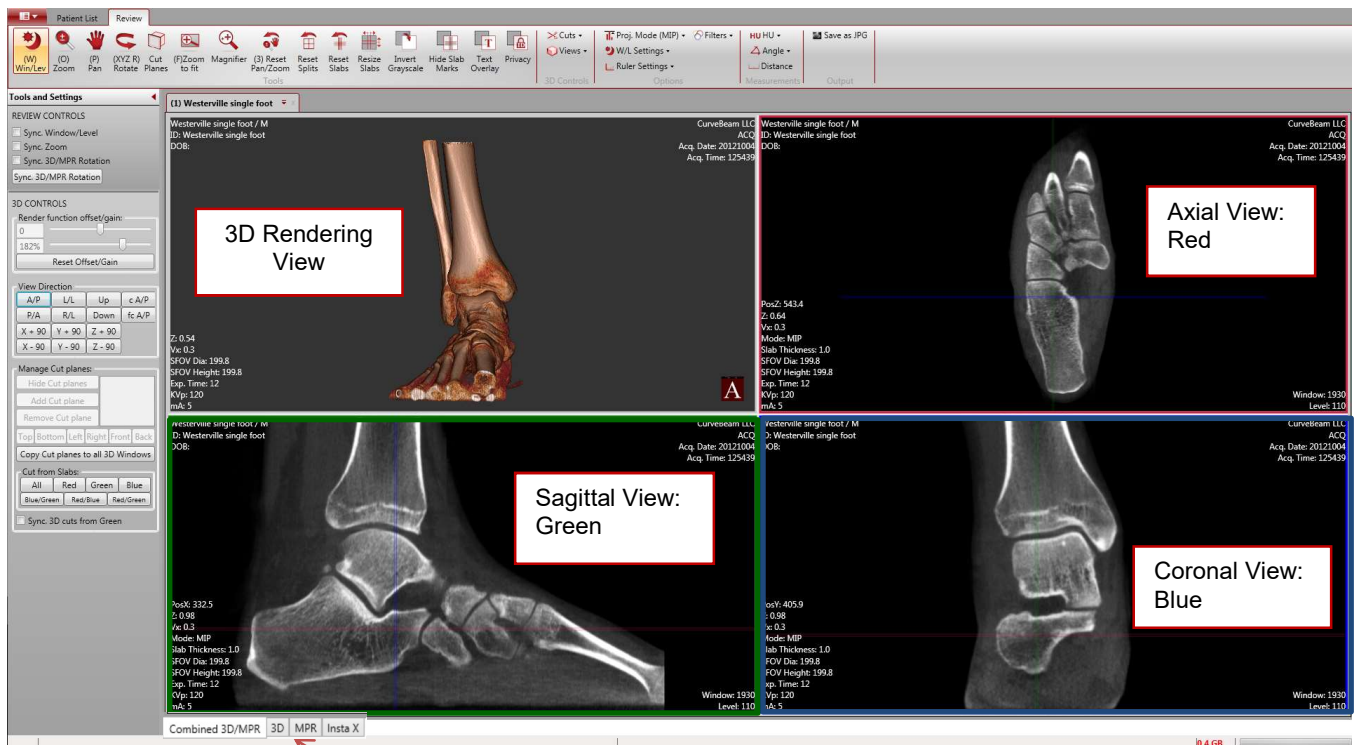 Patient List Review
(W) Win/Lev
(O) Zoom
(P) Pan
(XYZ R) Rotate
Cut Planes
(F)Zoom to fit
Magnifier
(3) Reset Pan/Zoom
Reset Splits
Reset Slabs
Resize Slabs
Invert Grayscale
Hide Slab Marks
Text Overlay
Privacy
Tools
Cuts
Views
3D Controls
Proj. Mode (MIP)
Filters
W/L Settings
Ruler Settings
Options
HU HU
Angle
Distance
Measurements
Save as JPG
Output
Tools and Settings
REVIEW CONTROLS
Sync. Window/Level
Sync. Zoom
Sync. 3D/MPR Rotation
Sync. 3D/MPR Rotation
3D CONTROLS
Render function offset/gain:
0
182%
Reset Offset/Gain
View Direction
A/P L/L Up c A/P
P/A R/L Down fc A/P
X + 90 Y + 90 Z + 90
X - 90 Y - 90 Z - 90
Manage Cut planes:
Hide Cut planes
Add Cut plane
Remove Cut plane
Top Bottom Left Right Front Back
Copy Cut planes to all 3D Windows
Cut from Slabs:
All Red Green Blue
Blue/Green Red/Blue Red/Green
Sync. 3D cuts from Green
(1) Westerville single foot
Westerville single foot / M
ID: Westerville single foot
DOB:
CurveBeam LLC
ACQ
Acq. Date: 20121004
Acq. Time: 125439
3D Rendering
View
Z: 0.54
Vx: 0.3
SFOV Dia: 199.8
SFOV Height: 199.8
Exp. Time: 12
KVp: 120
mA: 5
A
Westerville single foot / M
ID: Westerville single foot
DOB:
CurveBeam LLC
ACQ
Acq. Date: 20121004
Acq. Time: 125439
Axial View:
Red
PosZ: 543.4
Z: 0.64
Vx: 0.3
Mode: MIP
Slab Thickness: 1.0
SFOV Dia: 199.8
SFOV Height: 199.8
Exp. Time: 12
KVp: 120
mA: 5
Window: 1930
Level: 110
Westerville single foot / M
ID: Westerville single foot
DOB:
CurveBeam LLC
ACQ
Acq. Date: 20121004
Acq. Time: 125439
Sagittal View:
Green
PosX: 332.5
Z: 0.98
Vx: 0.3
Mode: MIP
Slab Thickness: 1.0
SFOV Dia: 199.8
SFOV Height: 199.8
Exp. Time: 12
KVp: 120
mA: 5
Window: 1930
Level: 110
Westerville single foot / M
ID: Westerville single foot
DOB:
CurveBeam LLC
ACQ
Acq. Date: 20121004
Acq. Time: 125439
Coronal View:
Blue
PosY: 405.9
Z: 0.98
Vx: 0.3
Mode: MIP
Slab Thickness: 1.0
SFOV Dia: 199.8
SFOV Height: 199.8
Exp. Time: 12
KVp: 120
mA: 5
Window: 1930
Level: 110
Combined 3D/MPR 3D MPR Insta X
0.4 GB